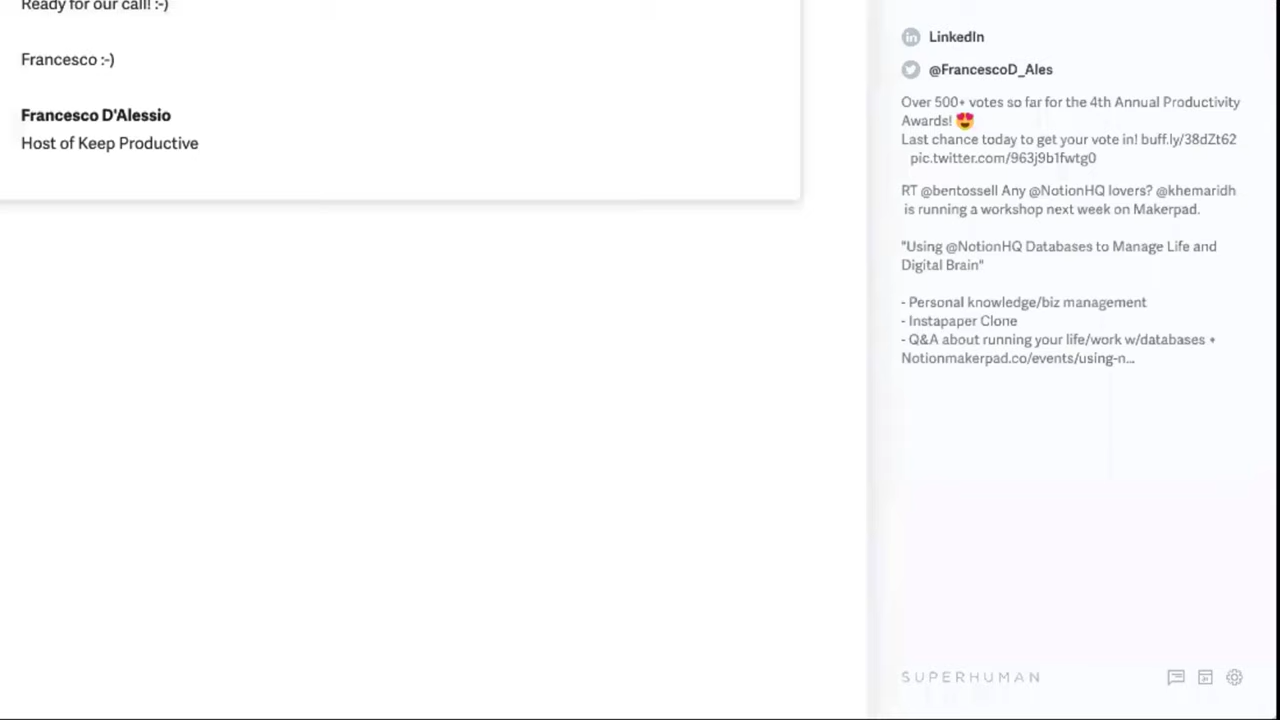 Ready for our call! :-)
Francesco :-)
Francesco D'Alessio
Host of Keep Productive
LinkedIn
@FrancescoD_Ales
Over 500+ votes so far for the 4th Annual Productivity
Awards! 😍
Last chance today to get your vote in! buff.ly/38dZt62
pic.twitter.com/963j9b1fwtg0
RT @bentossell Any @NotionHQ lovers? @khemaridh
is running a workshop next week on Makerpad.
"Using @NotionHQ Databases to Manage Life and
Digital Brain"
- Personal knowledge/biz management
- Instapaper Clone
- Q&A about running your life/work w/databases +
Notionmakerpad.co/events/using-n…
SUPERHUMAN